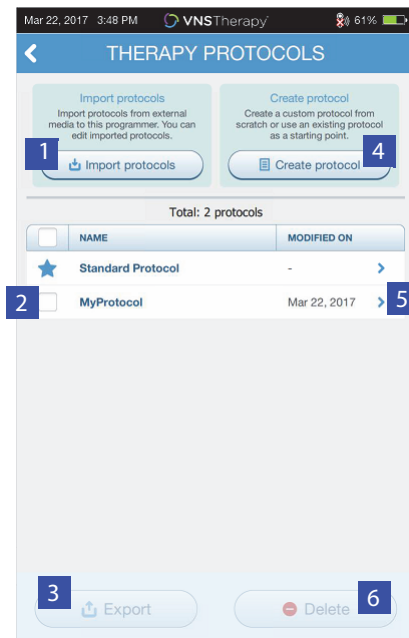 Mar 22, 2017 3:48 PM VNSTherapy 61%
THERAPY PROTOCOLS
Import protocols
Import protocols from external
media to this programmer. You can
edit imported protocols.
1
Import protocols
Create protocol
Create a custom protocol from
scratch or use an existing protocol
as a starting point.
4
Create protocol
Total: 2 protocols
NAME MODIFIED ON
Standard Protocol -
2 MyProtocol Mar 22, 2017 5
3 Export
Delete 6